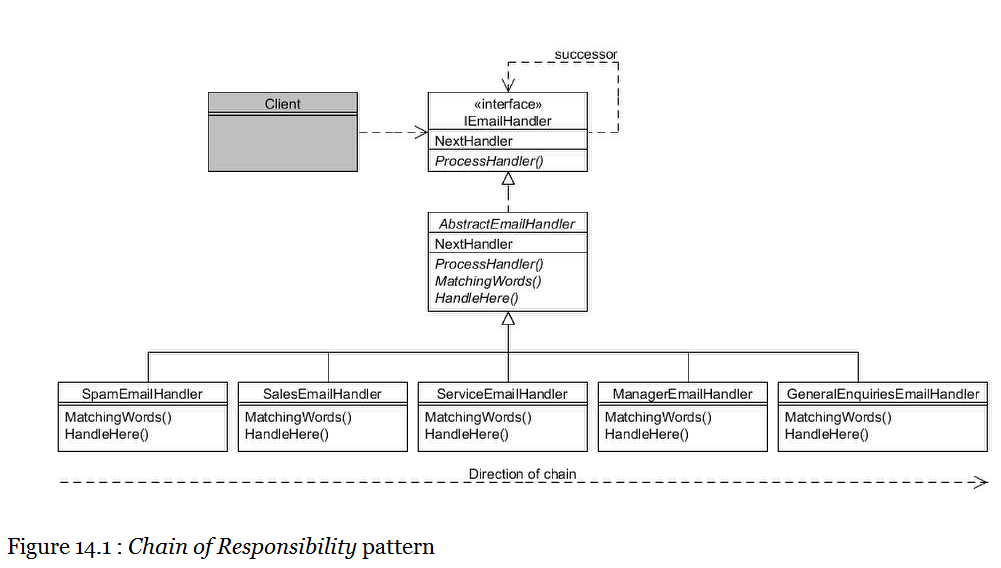 successor
Client
«interface»
IEmailHandler
NextHandler
ProcessHandler()
AbstractEmailHandler
NextHandler
ProcessHandler()
MatchingWords()
HandleHere()
SpamEmailHandler
MatchingWords()
HandleHere()
SalesEmailHandler
MatchingWords()
HandleHere()
ServiceEmailHandler
MatchingWords()
HandleHere()
ManagerEmailHandler
MatchingWords()
HandleHere()
GeneralEnquiriesEmailHandler
MatchingWords()
HandleHere()
Direction of chain
Figure 14.1 : Chain of Responsibility pattern